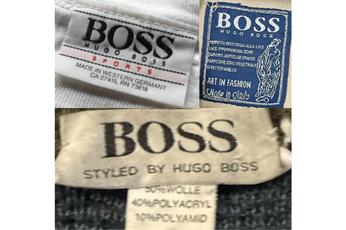 BOSS
HUGO BOSS
SPORTS
MADE IN WESTERN GERMANY
CA 07415, RN 73618
BOSS
HUGO BOSS
ART IN FASHION
Made in Italy
BOSS
STYLED BY HUGO BOSS
50% WOLLE
40% POLYACRYL
10% POLYAMID